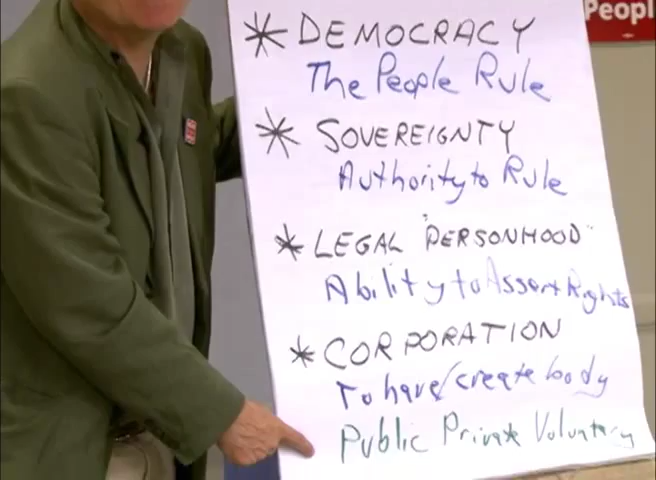 Peopl
* DEMOCRACY
The People Rule
* SOVEREIGNTY
Authority to Rule
* LEGAL "PERSONHOOD"
Ability to Assert Rights
* CORPORATION
To have/create body
Public Private Voluntary